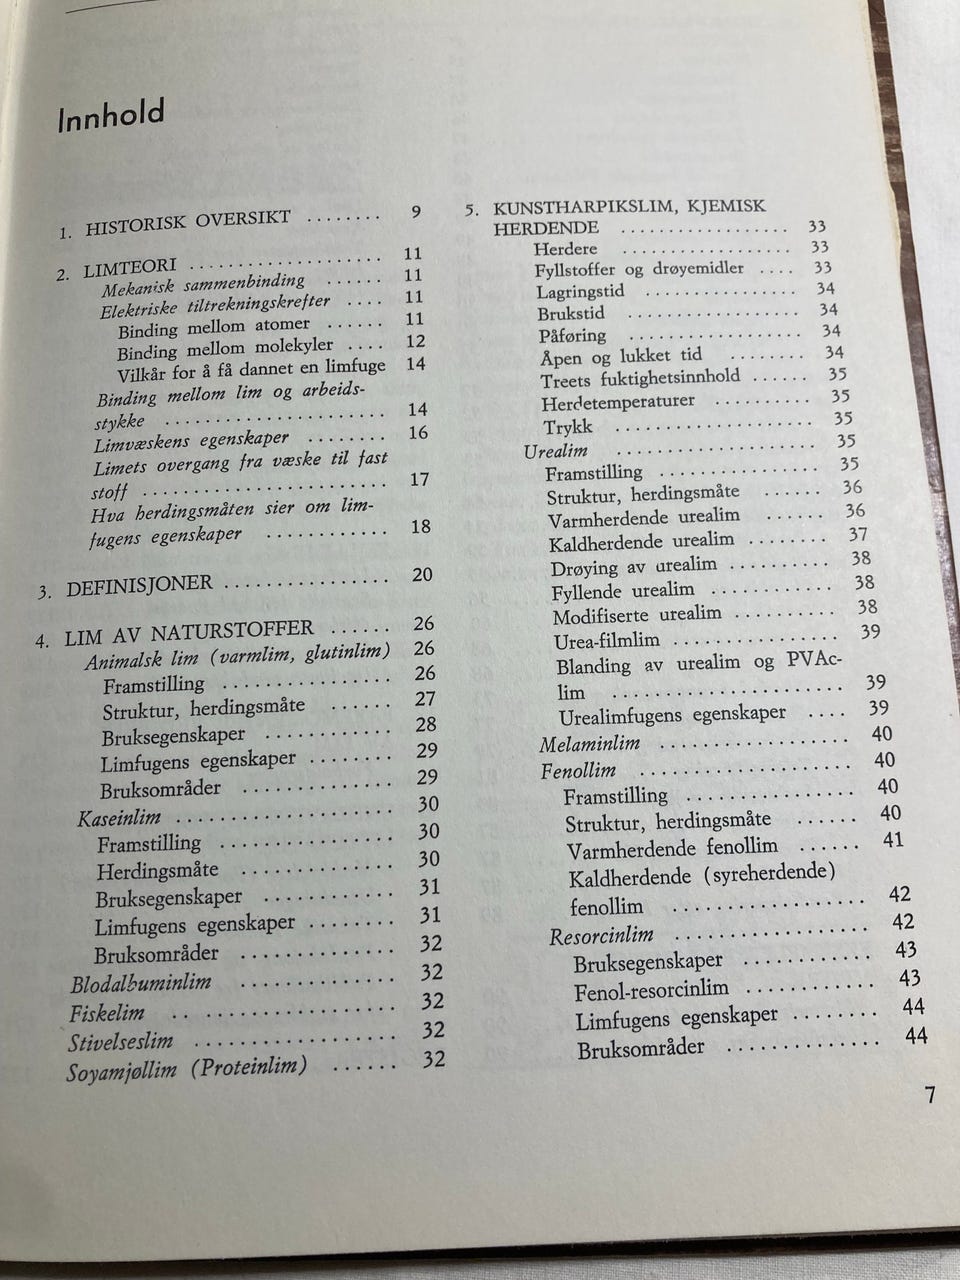 Innhold
1. HISTORISK OVERSIKT ........ 9
2. LIMTEORI .................... 11
Mekanisk sammenbinding ...... 11
Elektriske tiltrekningskrefter .... 11
Binding mellom atomer ...... 11
Binding mellom molekyler .... 12
Vilkår for å få dannet en limfuge 14
Binding mellom lim og arbeids-
stykke .................... 14
Limvæskens egenskaper ........ 16
Limets overgang fra væske til fast
stoff ......................... 17
Hva herdingsmåten sier om lim-
fugens egenskaper ............ 18
3. DEFINISJONER ................ 20
4. LIM AV NATURSTOFFER ...... 26
Animalsk lim (varmlim, glutinlim) 26
Framstilling ................ 26
Struktur, herdingsmåte ...... 27
Bruksegenskaper ............ 28
Limfugens egenskaper ........ 29
Bruksområder .............. 29
Kaseinlim .................... 30
Framstilling ................ 30
Herdingsmåte .............. 30
Bruksegenskaper ............ 31
Limfugens egenskaper ........ 31
Bruksområder .............. 32
Blodalbuminlim .............. 32
Fiskelim .. .................. 32
Stivelseslim .................. 32
Soyamjøllim (Proteinlim) ...... 32
5. KUNSTHARPIKSLIM, KJEMISK
HERDENDE .................. 33
Herdere .................. 33
Fyllstoffer og drøyemidler .... 33
Lagringstid ................ 34
Brukstid .................. 34
Påføring .................. 34
Åpen og lukket tid ........ 34
Treets fuktighetsinnhold ...... 35
Herdetemperaturer .......... 35
Trykk .................... 35
Urealim .................... 35
Framstilling ................ 35
Struktur, herdingsmåte ...... 36
Varmherdende urealim ...... 36
Kaldherdende urealim ........ 37
Drøying av urealim .......... 38
Fyllende urealim ............ 38
Modifiserte urealim .......... 38
Urea-filmlim ................ 39
Blanding av urealim og PVAc-
lim ....................... 39
Urealimfugens egenskaper .... 39
Melaminlim .................. 40
Fenollim .................... 40
Framstilling ................ 40
Struktur, herdingsmåte ...... 40
Varmherdende fenollim ...... 41
Kaldherdende (syreherdende)
fenollim .................. 42
Resorcinlim .................. 42
Bruksegenskaper ............ 43
Fenol-resorcinlim ............ 43
Limfugens egenskaper ........ 44
Bruksområder .............. 44
7